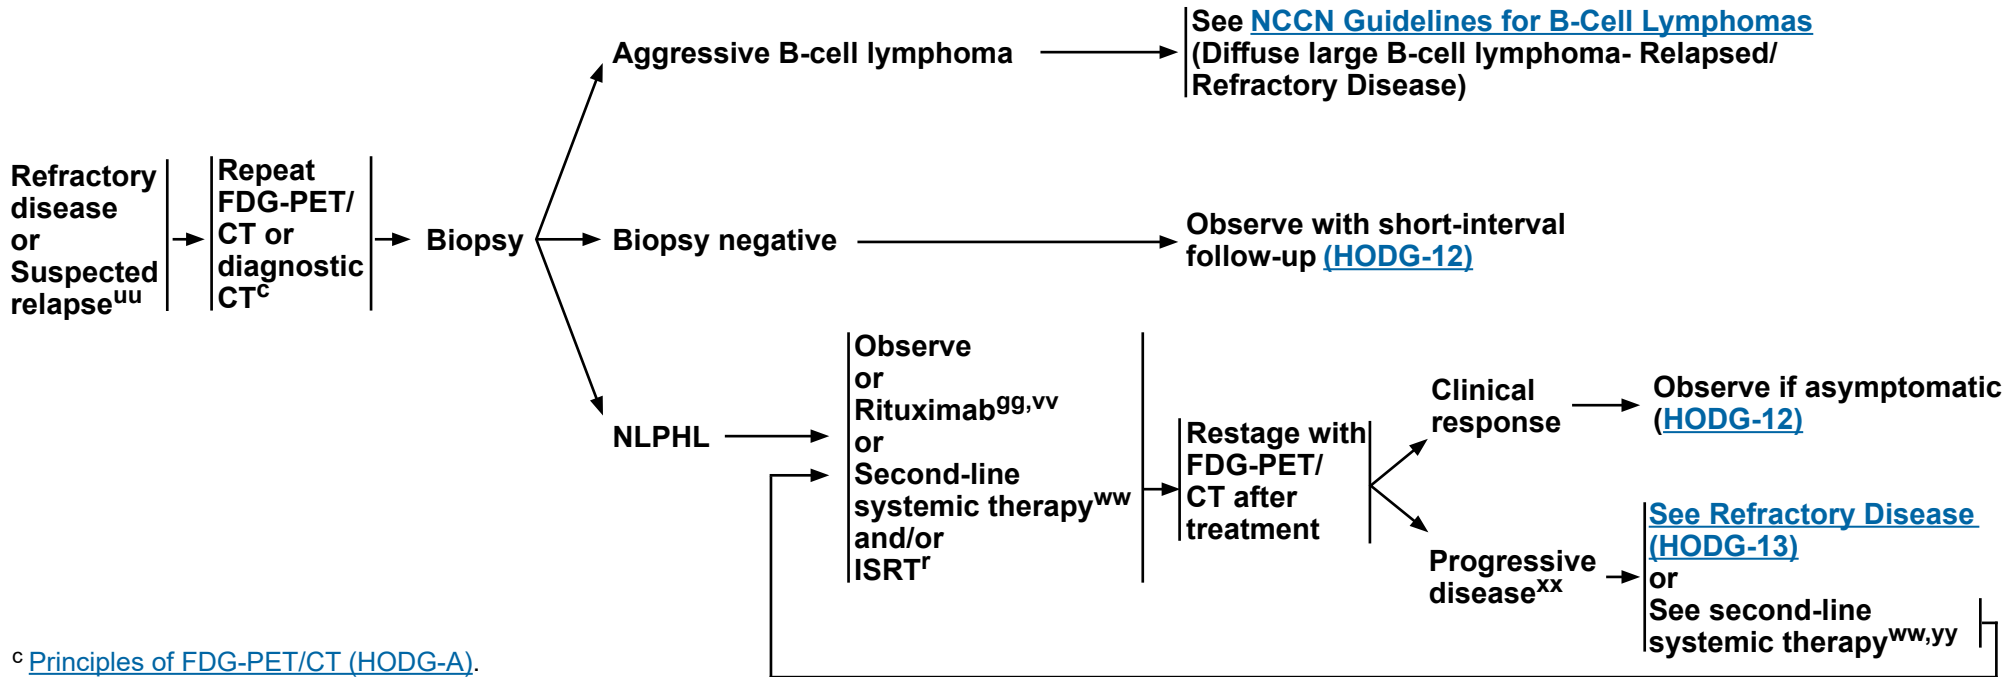 Refractory
disease
or
Suspected
relapseᵘᵘ
Repeat
FDG-PET/
CT or
diagnostic
CTᶜ
Biopsy
Aggressive B-cell lymphoma
See NCCN Guidelines for B-Cell Lymphomas
(Diffuse large B-cell lymphoma- Relapsed/
Refractory Disease)
Biopsy negative
Observe with short-interval
follow-up (HODG-12)
NLPHL
Observe
or
Rituximabᵍᵍ,ᵛᵛ
or
Second-line
systemic therapyʷʷ
and/or
ISRTʳ
Restage with
FDG-PET/
CT after
treatment
Clinical
response
Observe if asymptomatic
(HODG-12)
Progressive
diseaseˣˣ
See Refractory Disease
(HODG-13)
or
See second-line
systemic therapyʷʷ,ʸʸ
ᶜ Principles of FDG-PET/CT (HODG-A).